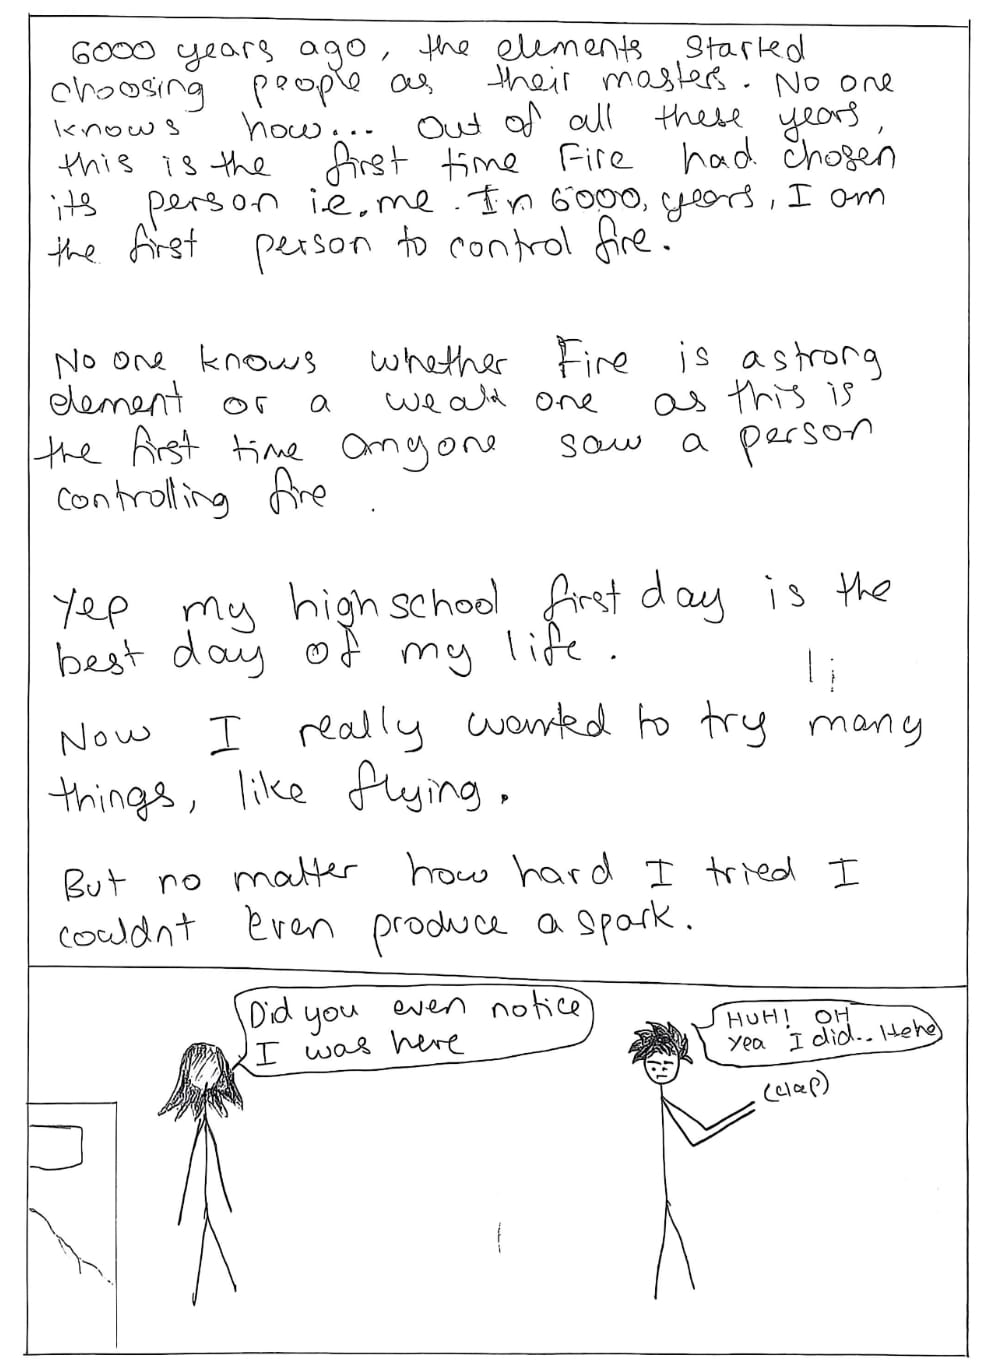 6000 years ago, the elements started
choosing people as their masters. No one
knows how... Out of all these years,
this is the first time Fire had chosen
its person i.e. me. In 6000, years, I am
the first person to control fire.
No one knows whether Fire is a strong
element or a weak one as this is
the first time anyone saw a person
controlling fire.
Yep my high school first day is the
best day of my life.
Now I really wanted to try many
things, like flying.
But no matter how hard I tried I
couldnt even produce a spark.
Did you even notice
I was here
HUH! OH
yea I did.. Hehe
(clap)